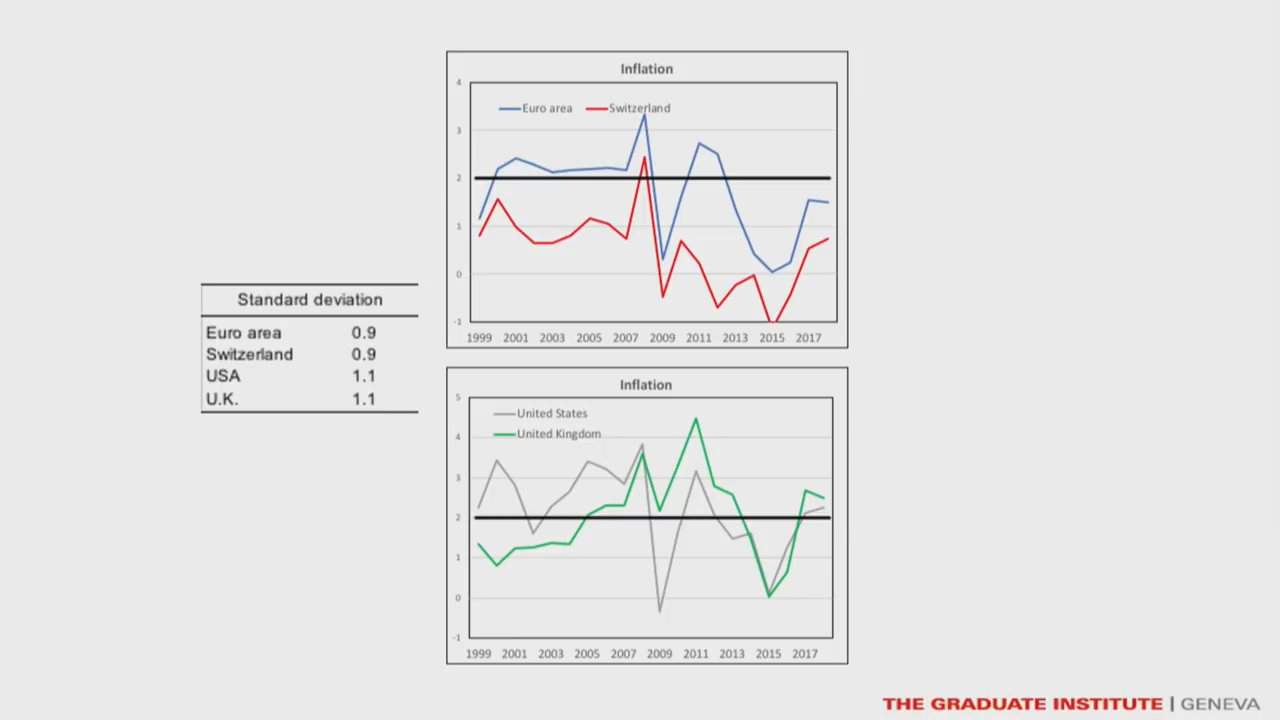 Standard deviation
Euro area 0.9
Switzerland 0.9
USA 1.1
U.K. 1.1
Inflation
Euro area Switzerland
4
3
2
1
0
-1
1999 2001 2003 2005 2007 2009 2011 2013 2015 2017
Inflation
United States
United Kingdom
5
4
3
2
1
0
-1
1999 2001 2003 2005 2007 2009 2011 2013 2015 2017
THE GRADUATE INSTITUTE | GENEVA